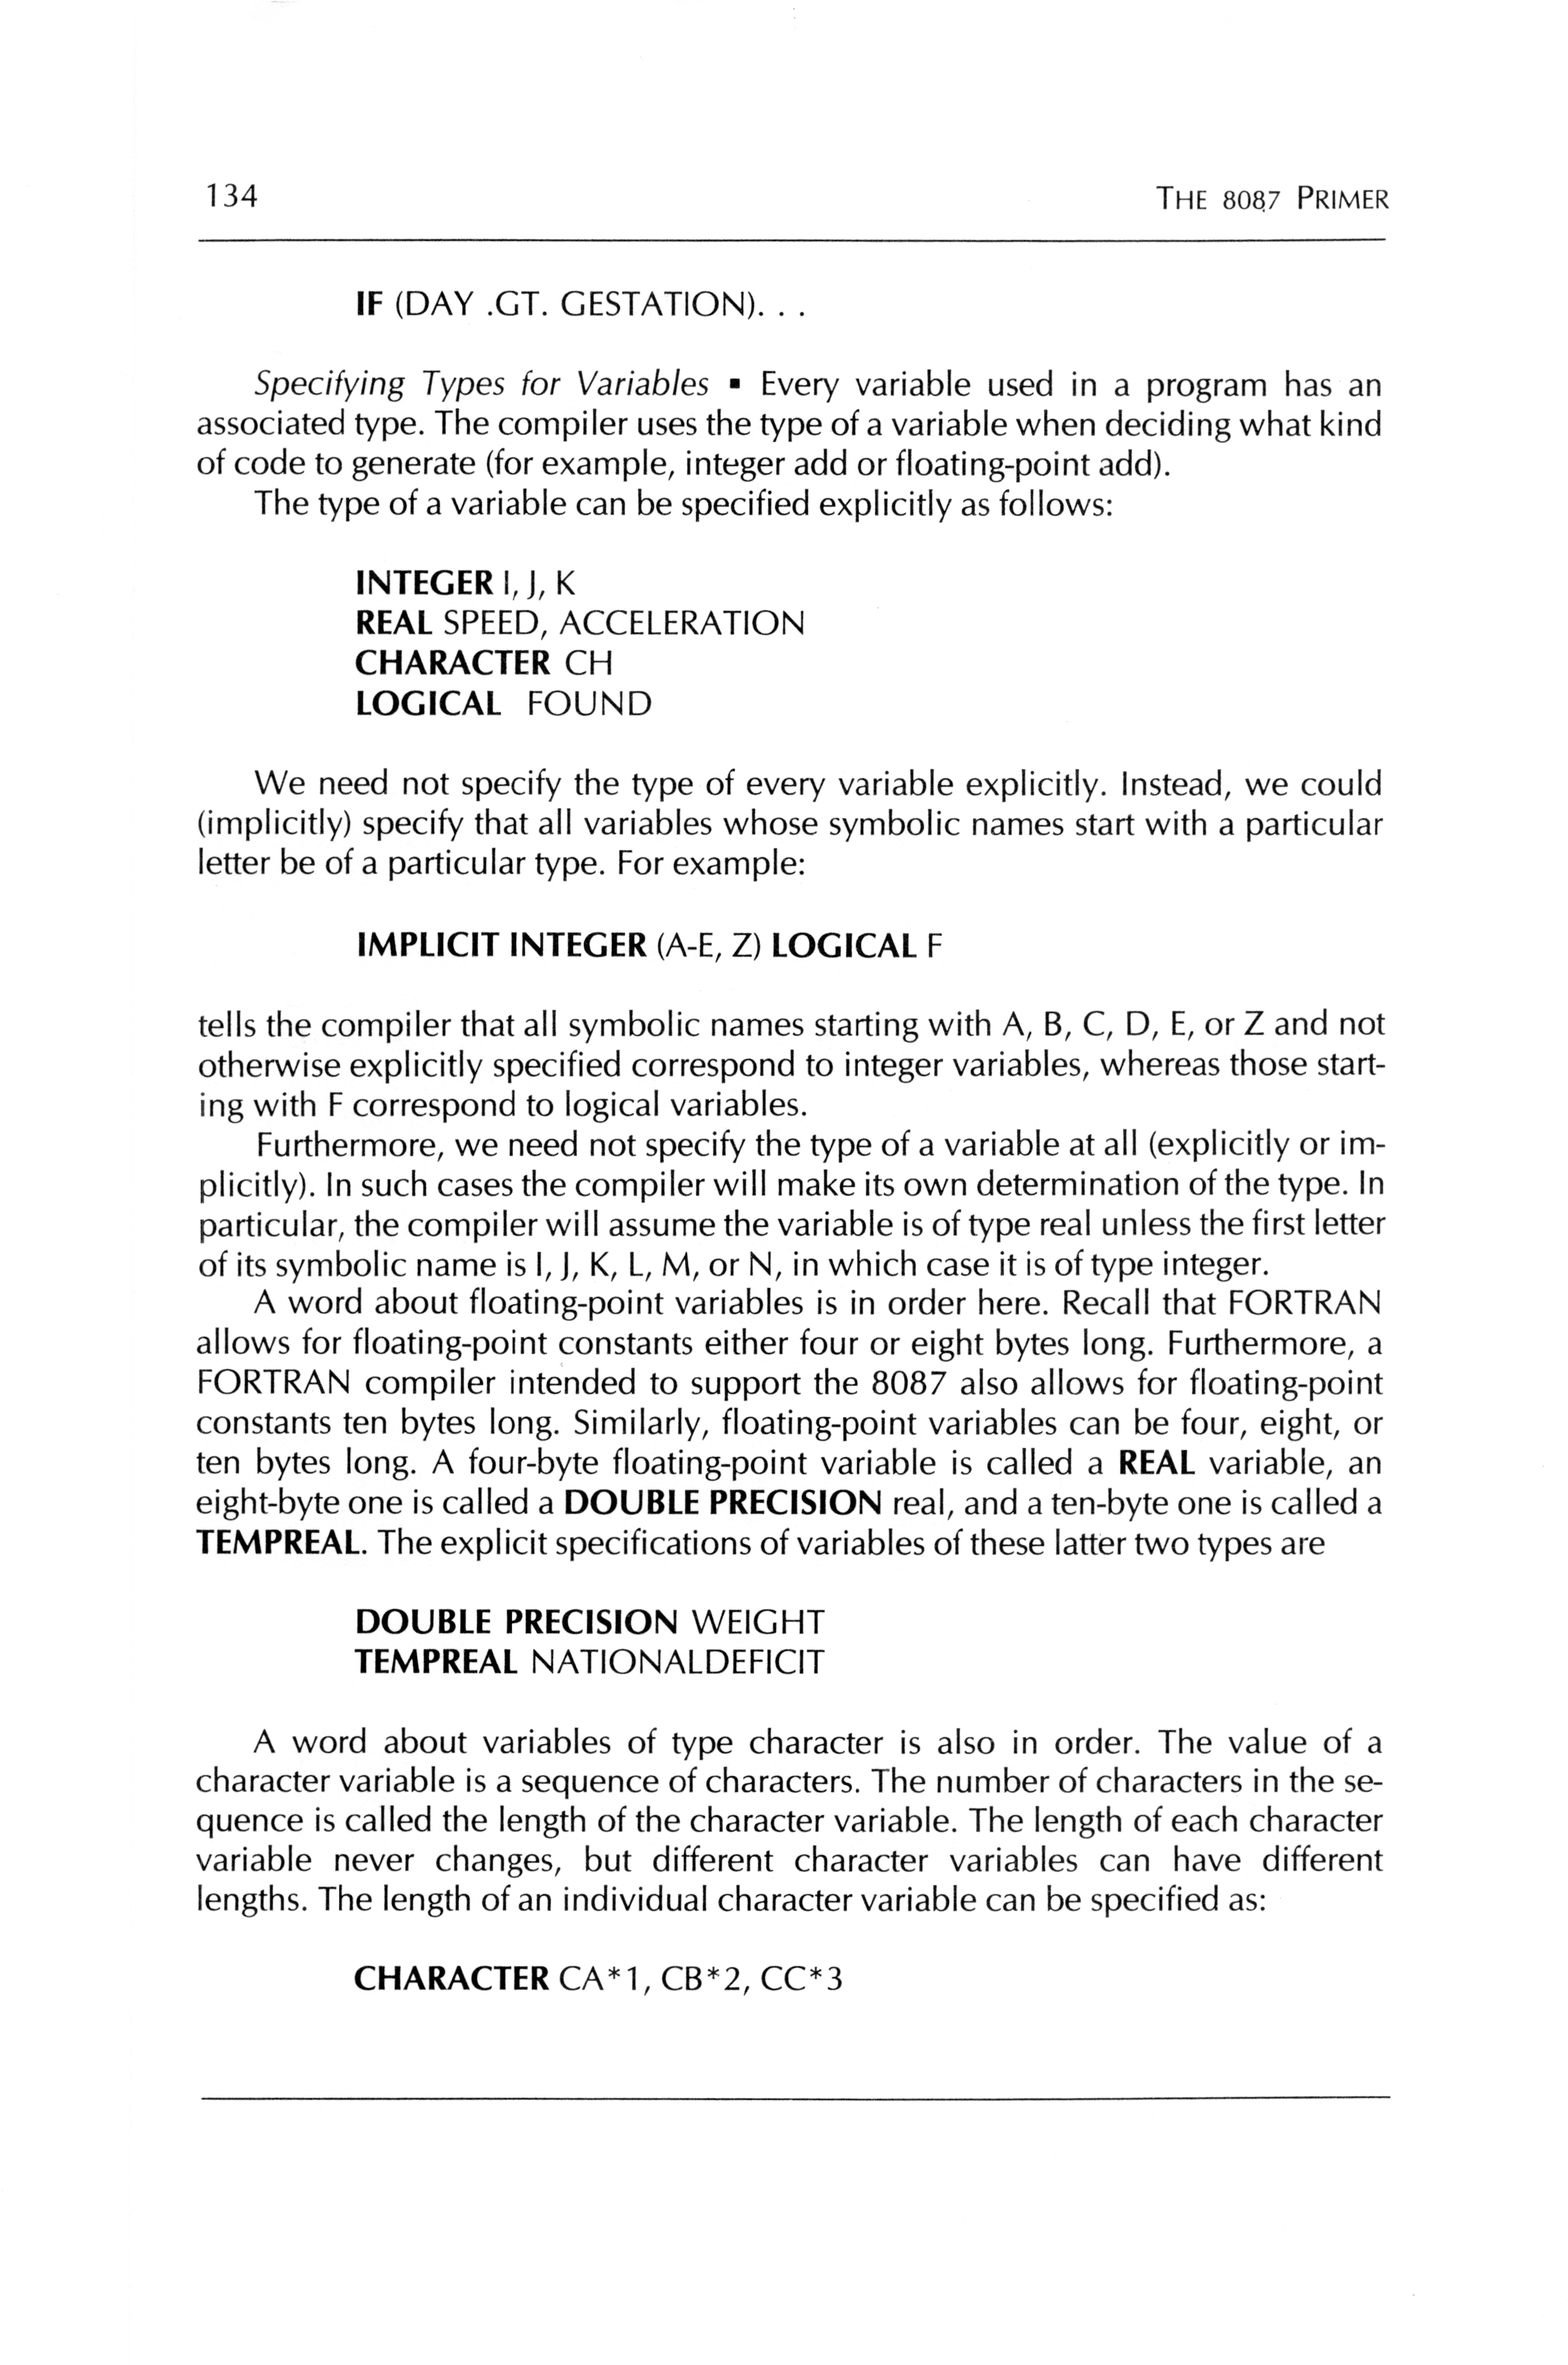 134
THE 8087 PRIMER
IF (DAY .GT. GESTATION). . .
Specifying Types for Variables ▪ Every variable used in a program has an
associated type. The compiler uses the type of a variable when deciding what kind
of code to generate (for example, integer add or floating-point add).
The type of a variable can be specified explicitly as follows:
INTEGER I, J, K
REAL SPEED, ACCELERATION
CHARACTER CH
LOGICAL FOUND
We need not specify the type of every variable explicitly. Instead, we could
(implicitly) specify that all variables whose symbolic names start with a particular
letter be of a particular type. For example:
IMPLICIT INTEGER (A-E, Z) LOGICAL F
tells the compiler that all symbolic names starting with A, B, C, D, E, or Z and not
otherwise explicitly specified correspond to integer variables, whereas those start-
ing with F correspond to logical variables.
Furthermore, we need not specify the type of a variable at all (explicitly or im-
plicitly). In such cases the compiler will make its own determination of the type. In
particular, the compiler will assume the variable is of type real unless the first letter
of its symbolic name is I, J, K, L, M, or N, in which case it is of type integer.
A word about floating-point variables is in order here. Recall that FORTRAN
allows for floating-point constants either four or eight bytes long. Furthermore, a
FORTRAN compiler intended to support the 8087 also allows for floating-point
constants ten bytes long. Similarly, floating-point variables can be four, eight, or
ten bytes long. A four-byte floating-point variable is called a REAL variable, an
eight-byte one is called a DOUBLE PRECISION real, and a ten-byte one is called a
TEMPREAL. The explicit specifications of variables of these latter two types are
DOUBLE PRECISION WEIGHT
TEMPREAL NATIONALDEFICIT
A word about variables of type character is also in order. The value of a
character variable is a sequence of characters. The number of characters in the se-
quence is called the length of the character variable. The length of each character
variable never changes, but different character variables can have different
lengths. The length of an individual character variable can be specified as:
CHARACTER CA*1, CB*2, CC*3